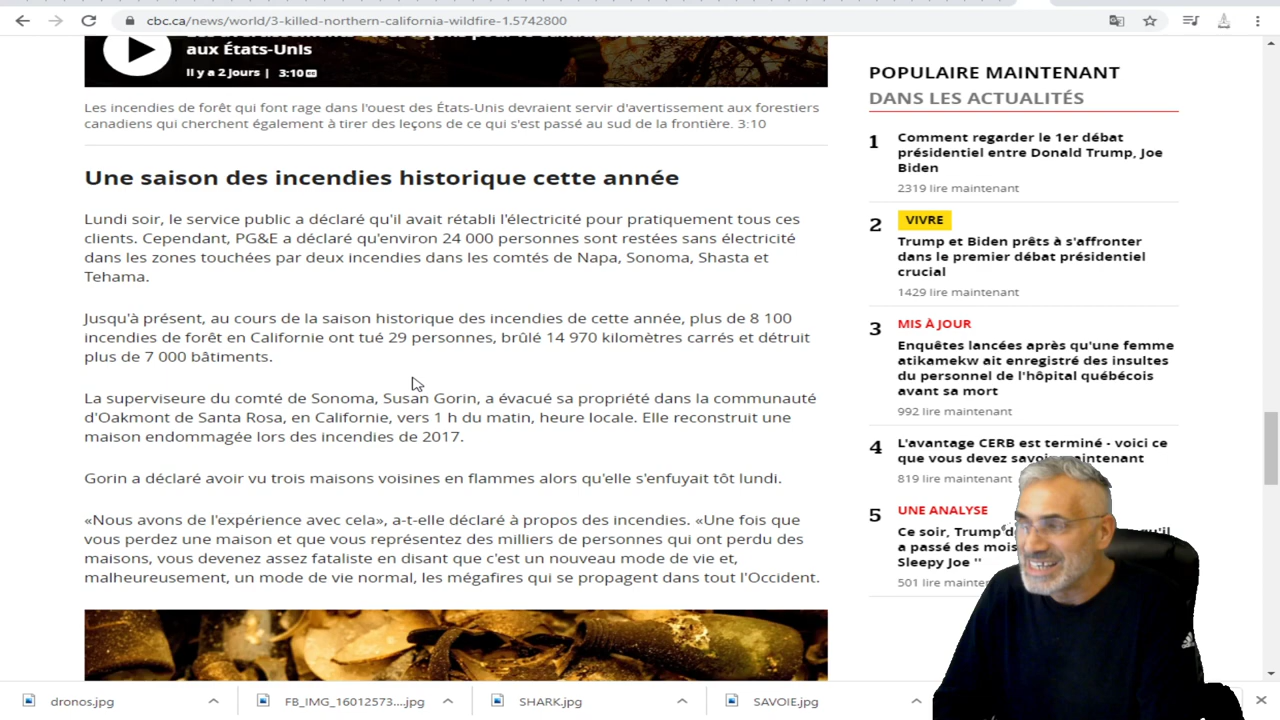 cbc.ca/news/world/3-killed-northern-california-wildfire-1.5742800
aux États-Unis
Il y a 2 Jours | 3:10
Les incendies de forêt qui font rage dans l'ouest des États-Unis devraient servir d'avertissement aux forestiers
canadiens qui cherchent également à tirer des leçons de ce qui s'est passé au sud de la frontière. 3:10
Une saison des incendies historique cette année
Lundi soir, le service public a déclaré qu'il avait rétabli l'électricité pour pratiquement tous ces
clients. Cependant, PG&E a déclaré qu'environ 24 000 personnes sont restées sans électricité
dans les zones touchées par deux incendies dans les comtés de Napa, Sonoma, Shasta et
Tehama.
Jusqu'à présent, au cours de la saison historique des incendies de cette année, plus de 8 100
incendies de forêt en Californie ont tué 29 personnes, brûlé 14 970 kilomètres carrés et détruit
plus de 7 000 bâtiments.
La superviseure du comté de Sonoma, Susan Gorin, a évacué sa propriété dans la communauté
d'Oakmont de Santa Rosa, en Californie, vers 1 h du matin, heure locale. Elle reconstruit une
maison endommagée lors des incendies de 2017.
Gorin a déclaré avoir vu trois maisons voisines en flammes alors qu'elle s'enfuyait tôt lundi.
«Nous avons de l'expérience avec cela», a-t-elle déclaré à propos des incendies. «Une fois que
vous perdez une maison et que vous représentez des milliers de personnes qui ont perdu des
maisons, vous devenez assez fataliste en disant que c'est un nouveau mode de vie et,
malheureusement, un mode de vie normal, les mégafires qui se propagent dans tout l'Occident.
POPULAIRE MAINTENANT
DANS LES ACTUALITÉS
1
Comment regarder le 1er débat
présidentiel entre Donald Trump, Joe
Biden
2319 lire maintenant
2
VIVRE
Trump et Biden prêts à s'affronter
dans le premier débat présidentiel
crucial
1429 lire maintenant
3
MIS À JOUR
Enquêtes lancées après qu'une femme
atikamekw ait enregistré des insultes
du personnel de l'hôpital québécois
avant sa mort
992 lire maintenant
4
L'avantage CERB est terminé - voici ce
que vous devez savoir maintenant
819 lire
5
UNE ANALYSE
Ce soir, Trump
a passé des mois
Sleepy Joe ''
501 lire
dronos.jpg
FB_IMG_16012573....jpg
SHARK.jpg
SAVOIE.jpg